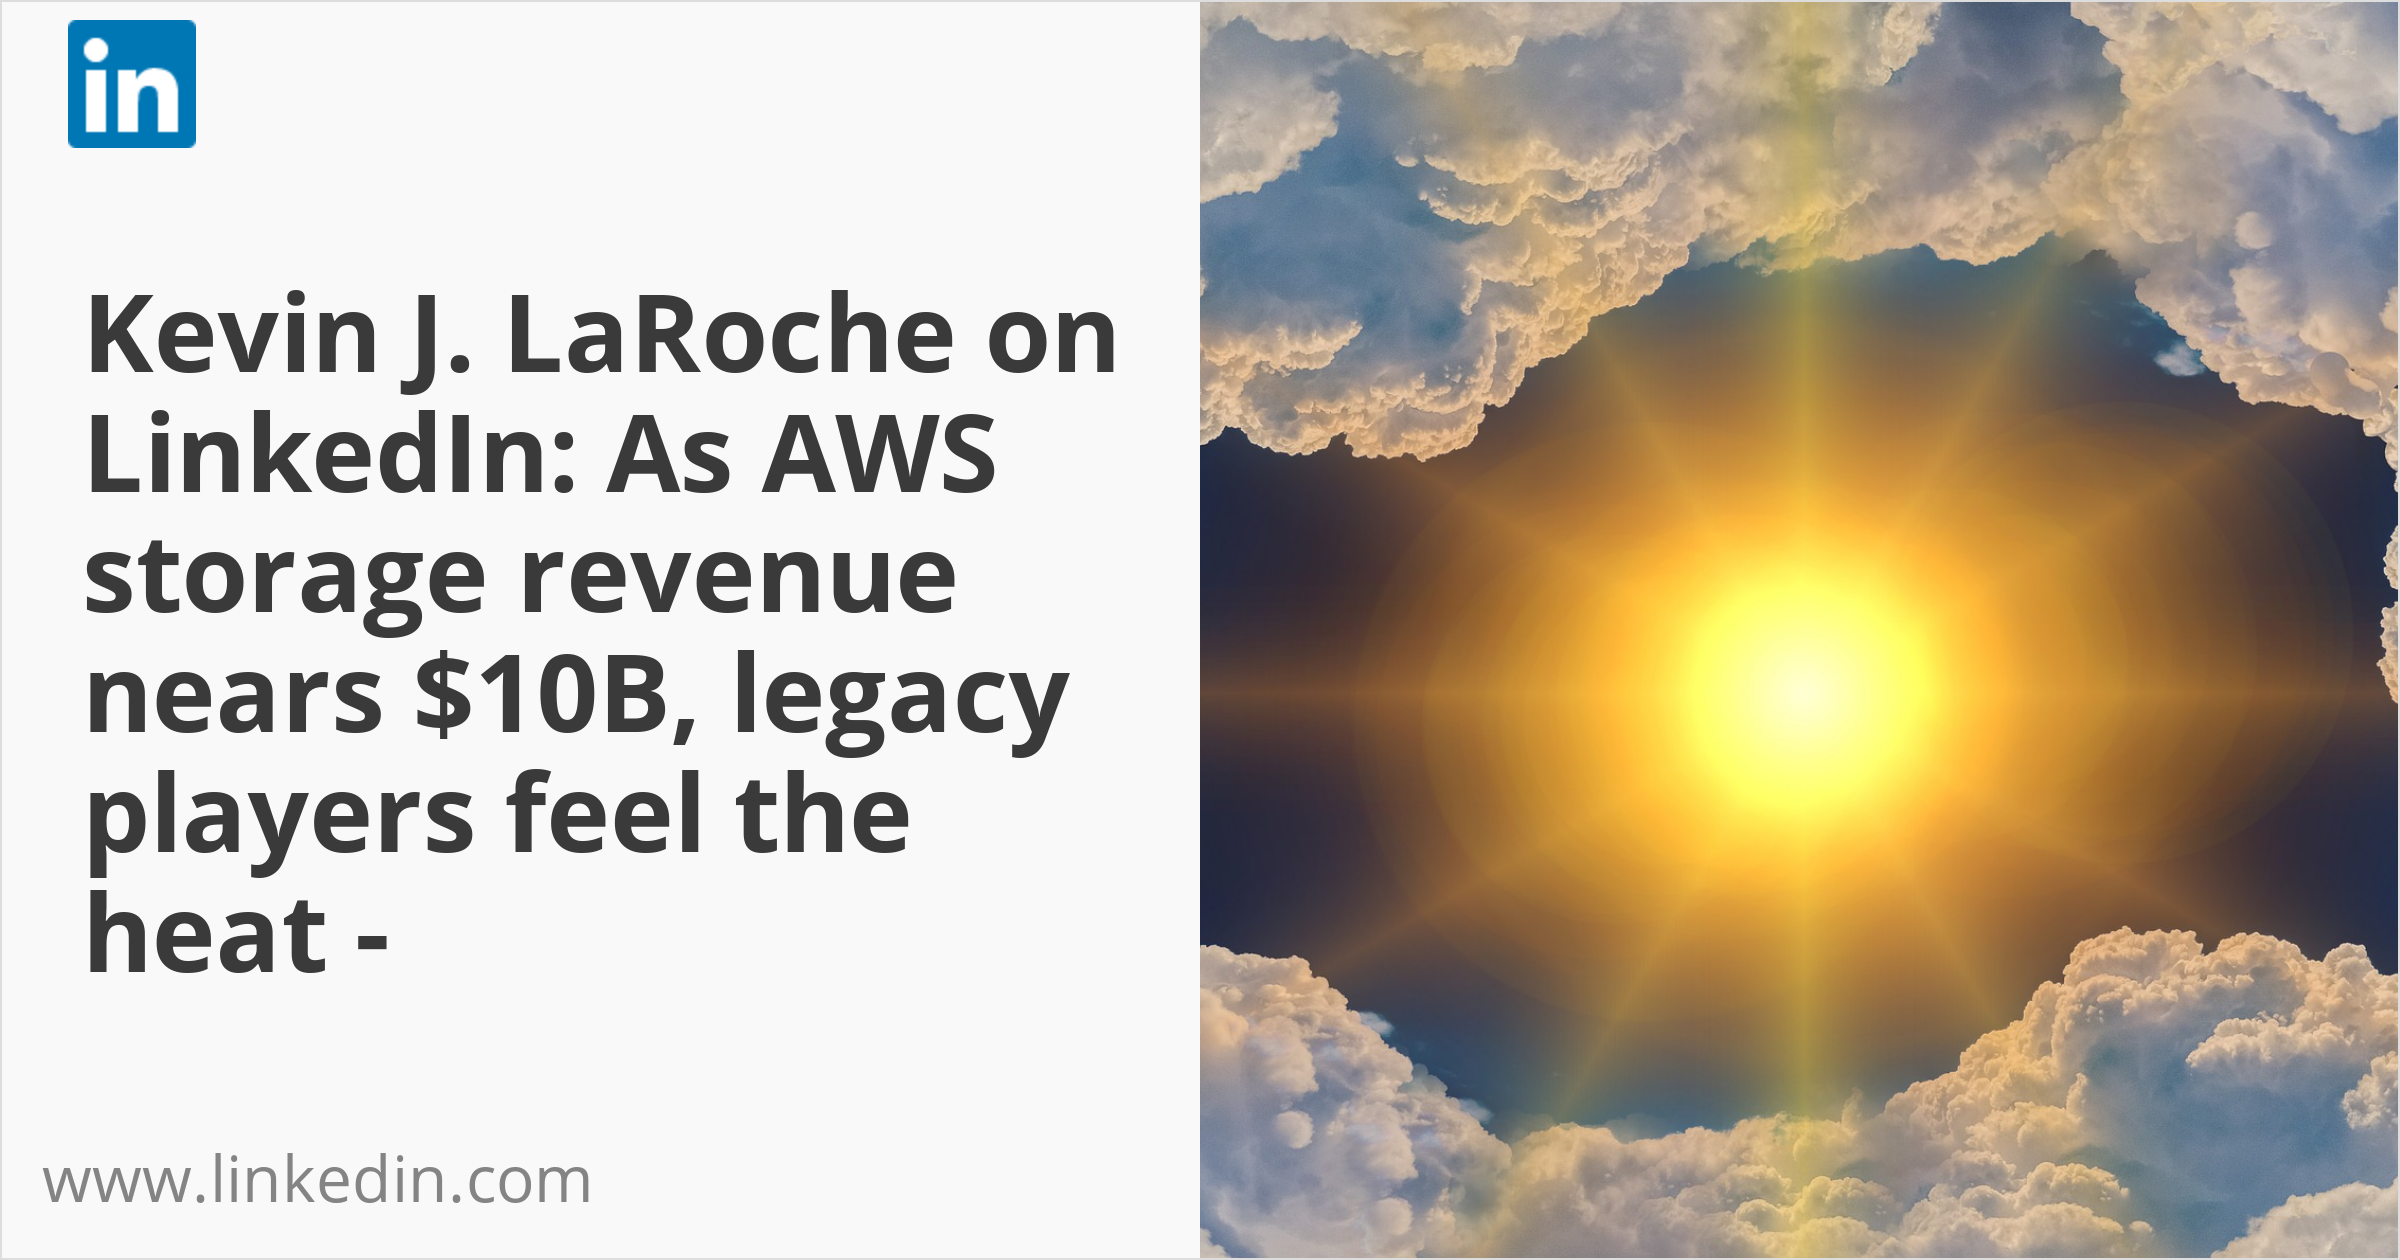 in
Kevin J. LaRoche on
LinkedIn: As AWS
storage revenue
nears $10B, legacy
players feel the
heat -
www.linkedin.com